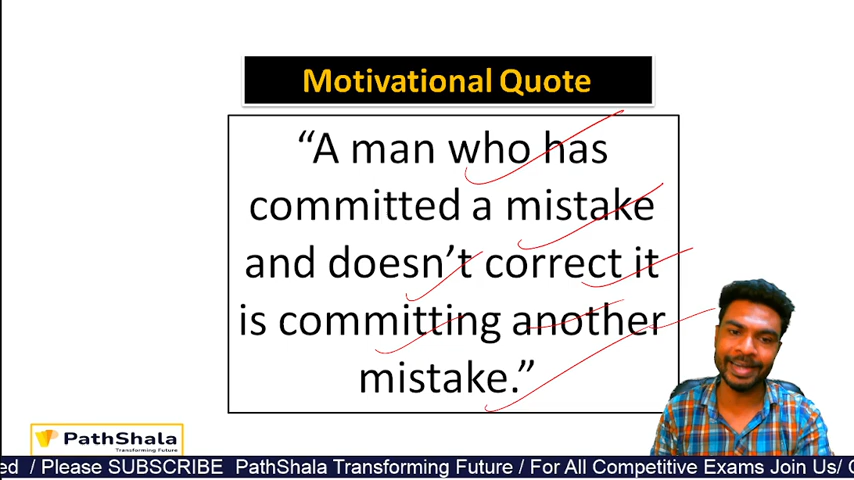 Motivational Quote
“A man who has
committed a mistake
and doesn’t correct it
is committing another
mistake.”
PathShala
Transforming Future
ed / Please SUBSCRIBE PathShala Transforming Future / For All Competitive Exams Join Us/